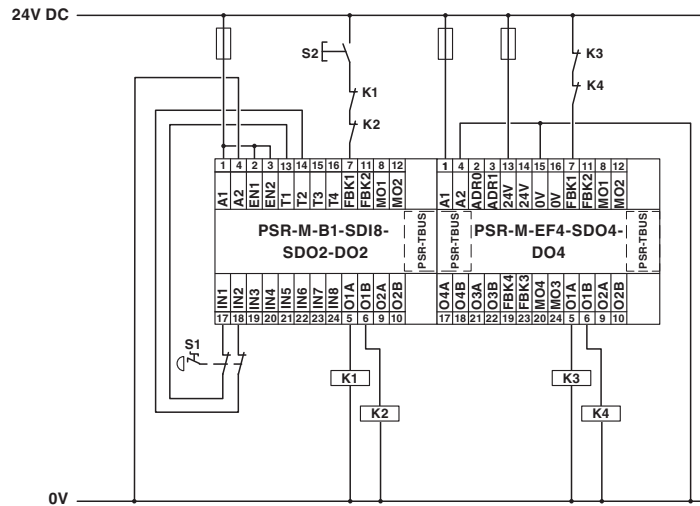 24V DC
S2
K1
K2
K3
K4
1 4 2 3 13 14 15 16 7 11 8 12
A1 A2 EN1 EN2 T1 T2 T3 T4 FBK1 FBK2 MO1 MO2
1 4 2 3 13 14 15 16 7 11 8 12
A1 A2 ADR0 ADR1 24V 24V 0V 0V FBK1 FBK2 MO1 MO2
PSR-M-B1-SDI8-
SDO2-DO2
PSR-TBUS
PSR-TBUS
PSR-M-EF4-SDO4-
DO4
PSR-TBUS
IN1 IN2 IN3 IN4 IN5 IN6 IN7 IN8 O1A O1B O2A O2B
17 18 19 20 21 22 23 24 5 6 9 10
O4A O4B O3A O3B FBK4 FBK3 MO4 MO3 O1A O1B O2A O2B
17 18 21 22 19 23 20 24 5 6 9 10
S1
K1
K2
K3
K4
0V